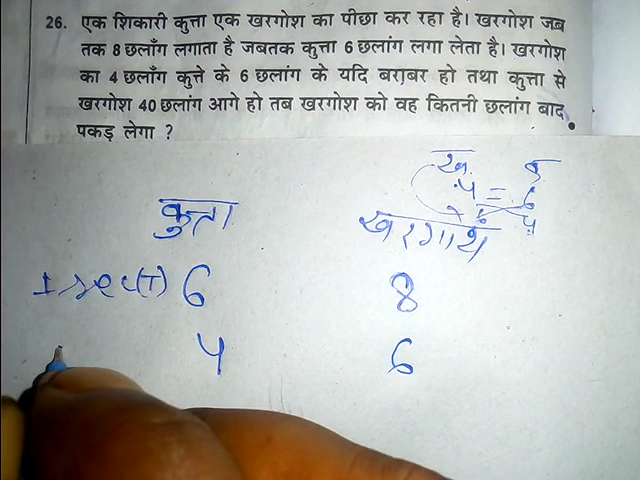 26. एक शिकारी कुत्ता एक खरगोश का पीछा कर रहा है। खरगोश जब
तक 8 छलाँग लगाता है जबतक कुत्ता 6 छलांग लगा लेता है। खरगोश
का 4 छलाँग कुत्ते के 6 छलांग के यदि बराबर हो तथा कुत्ता से
खरगोश 40 छलांग आगे हो तब खरगोश को वह कितनी छलांग बाद
पकड़ लेगा ?
ख. कु
4 = 6
कुत्ता खरगोश
6 8
4 6